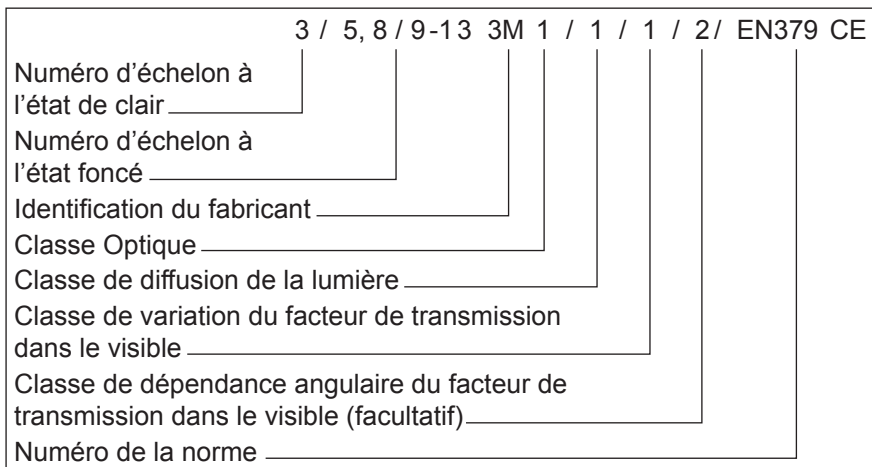 3 / 5,8 / 9-13 3M 1 / 1 / 1 / 2/ EN379 CE
Numéro d’échelon à
l’état de clair
Numéro d’échelon à
l’état foncé
Identification du fabricant
Classe Optique
Classe de diffusion de la lumière
Classe de variation du facteur de transmission
dans le visible
Classe de dépendance angulaire du facteur de
transmission dans le visible (facultatif)
Numéro de la norme